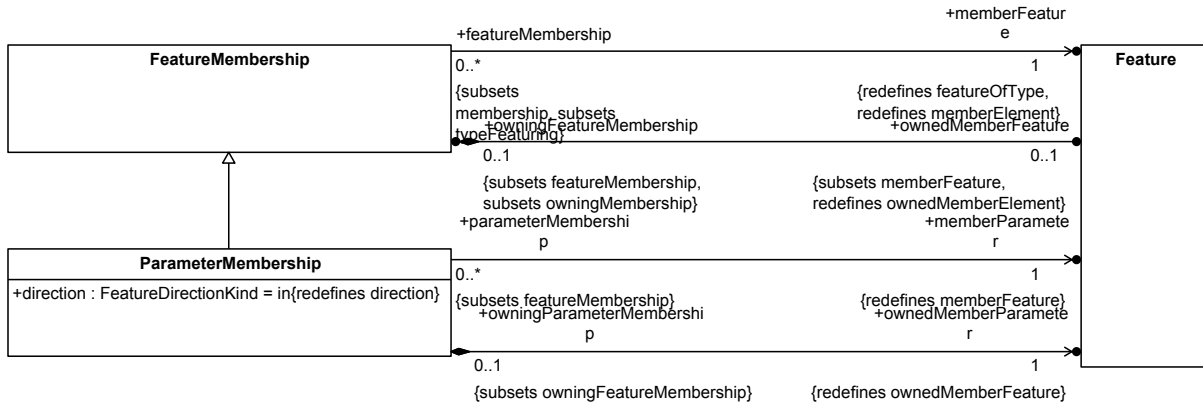 +memberFeatur
e
+featureMembership
FeatureMembership
Feature
0..*
1
{subsets
membership, subsets
typeFeaturing}
{redefines featureOfType,
redefines memberElement}
+owningFeatureMembership
+ownedMemberFeature
0..1
0..1
{subsets featureMembership,
subsets owningMembership}
{subsets memberFeature,
redefines ownedMemberElement}
+parameterMembershi
p
+memberParamete
r
ParameterMembership
+direction : FeatureDirectionKind = in{redefines direction}
0..*
1
{subsets featureMembership}
{redefines memberFeature}
+owningParameterMembershi
p
+ownedMemberParamete
r
0..1
1
{subsets owningFeatureMembership}
{redefines ownedMemberFeature}